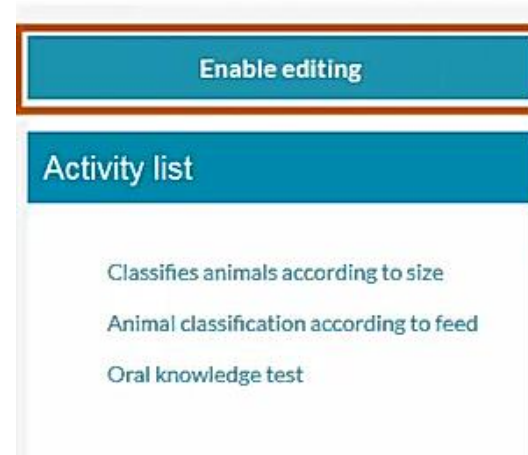 Enable editing
Activity list
Classifies animals according to size
Animal classification according to feed
Oral knowledge test